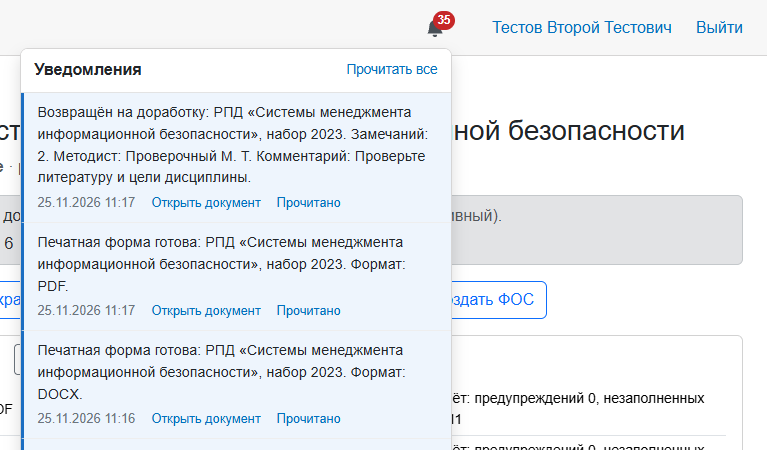 35
Тестов Второй Тестович
Выйти
Уведомления
Прочитать все
Возвращён на доработку: РПД «Системы менеджмента
информационной безопасности», набор 2023. Замечаний:
2. Методист: Проверочный М. Т. Комментарий: Проверьте
литературу и цели дисциплины.
25.11.2026 11:17 Открыть документ Прочитано
Печатная форма готова: РПД «Системы менеджмента
информационной безопасности», набор 2023. Формат:
PDF.
25.11.2026 11:17 Открыть документ Прочитано
Печатная форма готова: РПД «Системы менеджмента
информационной безопасности», набор 2023. Формат:
DOCX.
25.11.2026 11:16 Открыть документ Прочитано
ной безопасности
вный).
6
здать ФОС
ёт: предупреждений 0, незаполненных
11